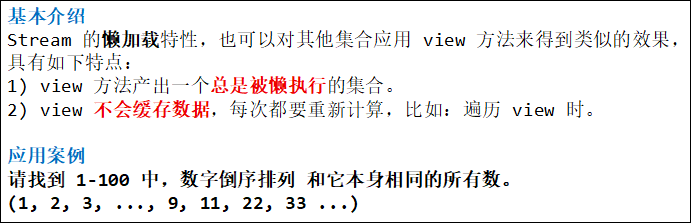 基本介绍
Stream 的懒加载特性，也可以对其他集合应用 view 方法来得到类似的效果，
具有如下特点：
1) view 方法产出一个总是被懒执行的集合。
2) view 不会缓存数据，每次都要重新计算，比如：遍历 view 时。
应用案例
请找到 1-100 中，数字倒序排列 和它本身相同的所有数。
(1, 2, 3, ..., 9, 11, 22, 33 ...)